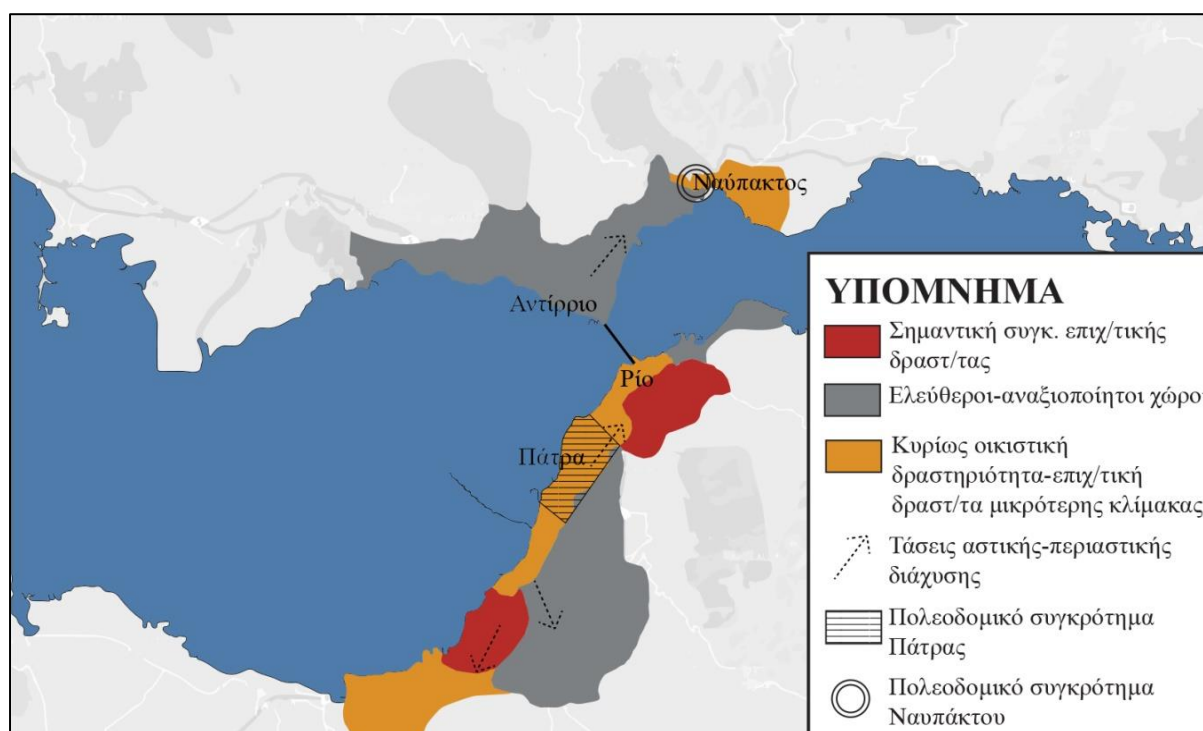 Ναύπακτος
Αντίρριο
Ρίο
Πάτρα
ΥΠΟΜΝΗΜΑ
Σημαντική συγκ. επιχ/τικής
δραστ/τας
Ελεύθεροι-αναξιοποίητοι χώρο
Κυρίως οικιστική
δραστηριότητα-επιχ/τική
δραστ/τα μικρότερης κλίμακας
Τάσεις αστικής-περιαστικής
διάχυσης
Πολεοδομικό συγκρότημα
Πάτρας
Πολεοδομικό συγκρότημα
Ναυπάκτου